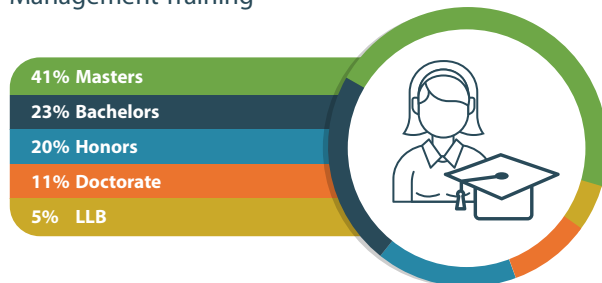 Management Training
41% Masters
23% Bachelors
20% Honors
11% Doctorate
5% LLB